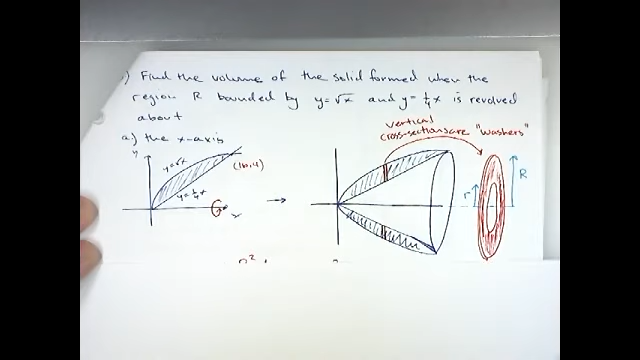 ) Find the volume of the solid formed when the
region R bounded by y=√x and y=¼x is revolved
about
a) the x-axis
vertical
cross-sections are "washers"
y
y=√x
(16,4)
y=¼x
x
r
R